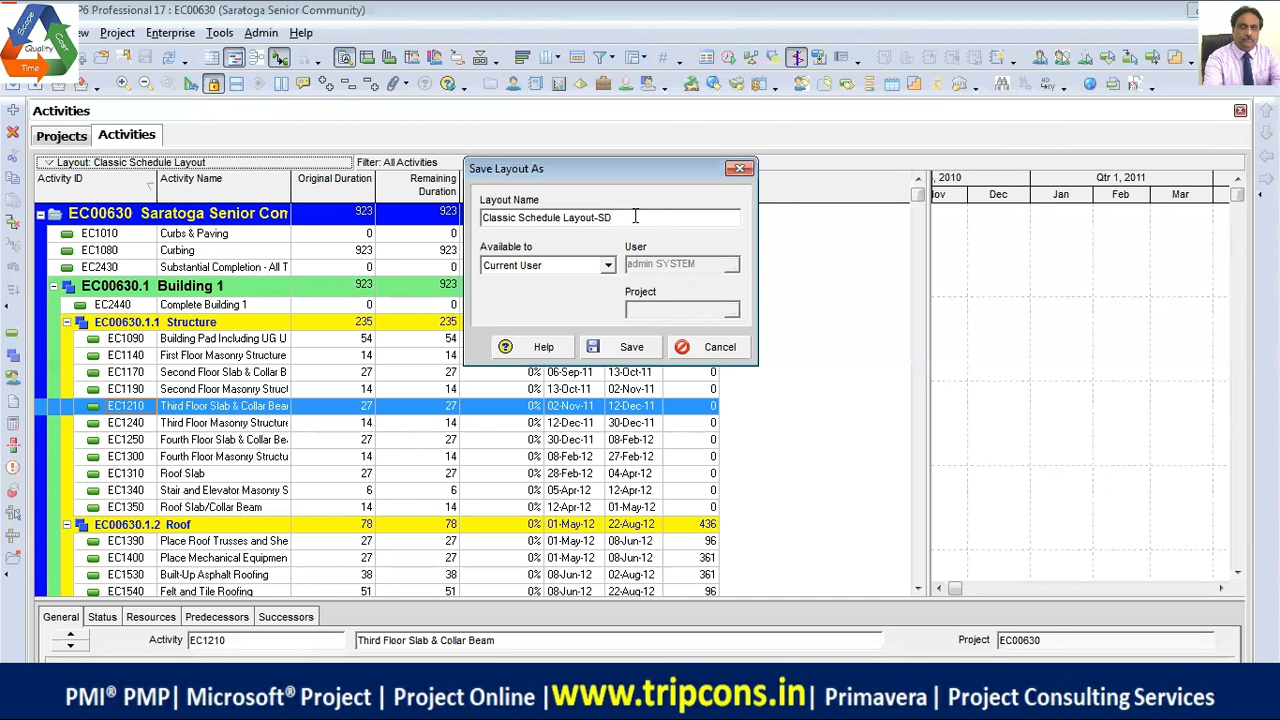 P6 Professional 17 : EC00630 (Saratoga Senior Community)
Project Enterprise Tools Admin Help
Scope
Quality
Cost
Time
Activities
Projects Activities
Layout: Classic Schedule Layout Filter: All Activities
Activity ID Activity Name Original Duration Remaining Duration
, 2010 Qtr 1, 2011
Dec Jan Feb Mar
EC00630 Saratoga Senior Com 923 923
EC1010 Curbs & Paving 0 0
EC1080 Curbing 923 923
EC2430 Substantial Completion - All T 0 0
EC00630.1 Building 1 923 923
EC2440 Complete Building 1 0 0
EC00630.1.1 Structure 235 235
EC1090 Building Pad Including UG U 54 54
EC1140 First Floor Masonry Structure 14 14
EC1170 Second Floor Slab & Collar B 27 27 0% 06-Sep-11 13-Oct-11 0
EC1190 Second Floor Masonry Struct 14 14 0% 13-Oct-11 02-Nov-11 0
EC1210 Third Floor Slab & Collar Bea 27 27 0% 02-Nov-11 12-Dec-11 0
EC1240 Third Floor Masonry Structure 14 14 0% 12-Dec-11 30-Dec-11 0
EC1250 Fourth Floor Slab & Collar Be 27 27 0% 30-Dec-11 08-Feb-12 0
EC1300 Fourth Floor Masonry Structu 14 14 0% 08-Feb-12 27-Feb-12 0
EC1310 Roof Slab 27 27 0% 28-Feb-12 04-Apr-12 0
EC1340 Stair and Elevator Masonry S 6 6 0% 05-Apr-12 12-Apr-12 0
EC1350 Roof Slab/Collar Beam 14 14 0% 12-Apr-12 01-May-12 0
EC00630.1.2 Roof 78 78 0% 01-May-12 22-Aug-12 436
EC1390 Place Roof Trusses and She 27 27 0% 01-May-12 08-Jun-12 96
EC1400 Place Mechanical Equipmen 27 27 0% 01-May-12 08-Jun-12 361
EC1530 Built-Up Asphalt Roofing 38 38 0% 08-Jun-12 02-Aug-12 361
EC1540 Felt and Tile Roofing 51 51 0% 08-Jun-12 22-Aug-12 96
Save Layout As
Layout Name
Classic Schedule Layout-SD
Available to User
Current User admin SYSTEM
Project
Help Save Cancel
General Status Resources Predecessors Successors
Activity EC1210 Third Floor Slab & Collar Beam Project EC00630
PMI® PMP| Microsoft® Project | Project Online |www.tripcons.in| Primavera | Project Consulting Services